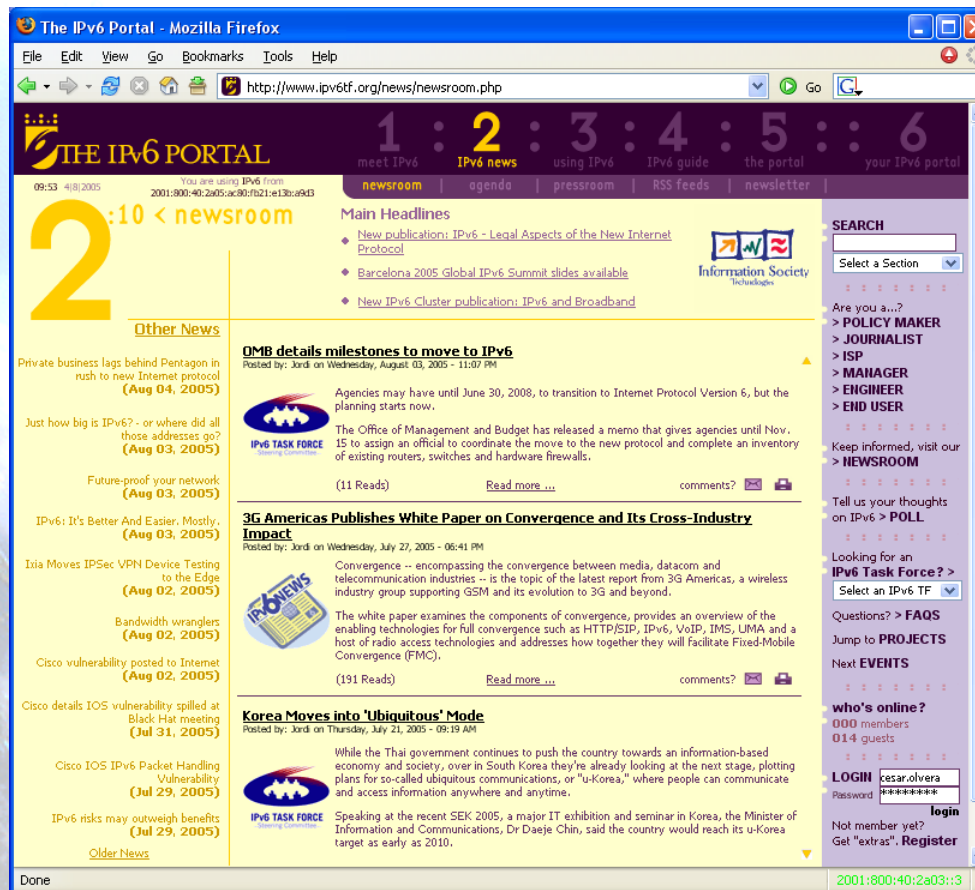 The IPv6 Portal - Mozilla Firefox
File Edit View Go Bookmarks Tools Help
http://www.ipv6tf.org/news/newsroom.php
Go
G
THE IPv6 PORTAL
1 : 2 : 3 : 4 : 5 : : 6
meet IPv6 IPv6 news using IPv6 IPv6 guide the portal your IPv6 portal
newsroom | agenda | pressroom | RSS feeds | newsletter |
09:53 4|8|2005
You are using IPv6 from
2001:800:40:2a05:ac80:fb21:e13b:a9d3
2:10 < newsroom
Main Headlines
New publication: IPv6 - Legal Aspects of the New Internet
Protocol
Barcelona 2005 Global IPv6 Summit slides available
New IPv6 Cluster publication: IPv6 and Broadband
Information Society
Technologies
Other News
Private business lags behind Pentagon in
rush to new Internet protocol
(Aug 04, 2005)
Just how big is IPv6? - or where did all
those addresses go?
(Aug 03, 2005)
Future-proof your network
(Aug 03, 2005)
IPv6: It's Better And Easier. Mostly.
(Aug 03, 2005)
Ixia Moves IPSec VPN Device Testing
to the Edge
(Aug 02, 2005)
Bandwidth wranglers
(Aug 02, 2005)
Cisco vulnerability posted to Internet
(Aug 02, 2005)
Cisco details IOS vulnerability spilled at
Black Hat meeting
(Jul 31, 2005)
Cisco IOS IPv6 Packet Handling
Vulnerability
(Jul 29, 2005)
IPv6 risks may outweigh benefits
(Jul 29, 2005)
Older News
OMB details milestones to move to IPv6
Posted by: Jordi on Wednesday, August 03, 2005 - 11:07 PM
IPv6 TASK FORCE
-Steering Committee-
Agencies may have until June 30, 2008, to transition to Internet Protocol Version 6, but the
planning starts now.
The Office of Management and Budget has released a memo that gives agencies until Nov.
15 to assign an official to coordinate the move to the new protocol and complete an inventory
of existing routers, switches and hardware firewalls.
(11 Reads) Read more ... comments?
3G Americas Publishes White Paper on Convergence and Its Cross-Industry
Impact
Posted by: Jordi on Wednesday, July 27, 2005 - 06:41 PM
IPv6NEWS
Convergence -- encompassing the convergence between media, datacom and
telecommunication industries -- is the topic of the latest report from 3G Americas, a wireless
industry group supporting GSM and its evolution to 3G and beyond.
The white paper examines the components of convergence, provides an overview of the
enabling technologies for full convergence such as HTTP/SIP, IPv6, VoIP, IMS, UMA and a
host of radio access technologies and addresses how together they will facilitate Fixed-Mobile
Convergence (FMC).
(191 Reads) Read more ... comments?
Korea Moves into 'Ubiquitous' Mode
Posted by: Jordi on Thursday, July 21, 2005 - 09:19 AM
IPv6 TASK FORCE
-Steering Committee-
While the Thai government continues to push the country towards an information-based
economy and society, over in South Korea they're already looking at the next stage, plotting
plans for so-called ubiquitous communications, or "u-Korea," where people can communicate
and access information anywhere and anytime.
Speaking at the recent SEK 2005, a major IT exhibition and seminar in Korea, the Minister of
Information and Communications, Dr Daeje Chin, said the country would reach its u-Korea
target as early as 2010.
SEARCH
Select a Section
Are you a...?
> POLICY MAKER
> JOURNALIST
> ISP
> MANAGER
> ENGINEER
> END USER
Keep informed, visit our
> NEWSROOM
Tell us your thoughts
on IPv6 > POLL
Looking for an
IPv6 Task Force? >
Select an IPv6 TF
Questions? > FAQS
Jump to PROJECTS
Next EVENTS
who's online?
000 members
014 guests
LOGIN cesar.olvera
Password ********
login
Not member yet?
Get "extras". Register
Done
2001:800:40:2a03::3